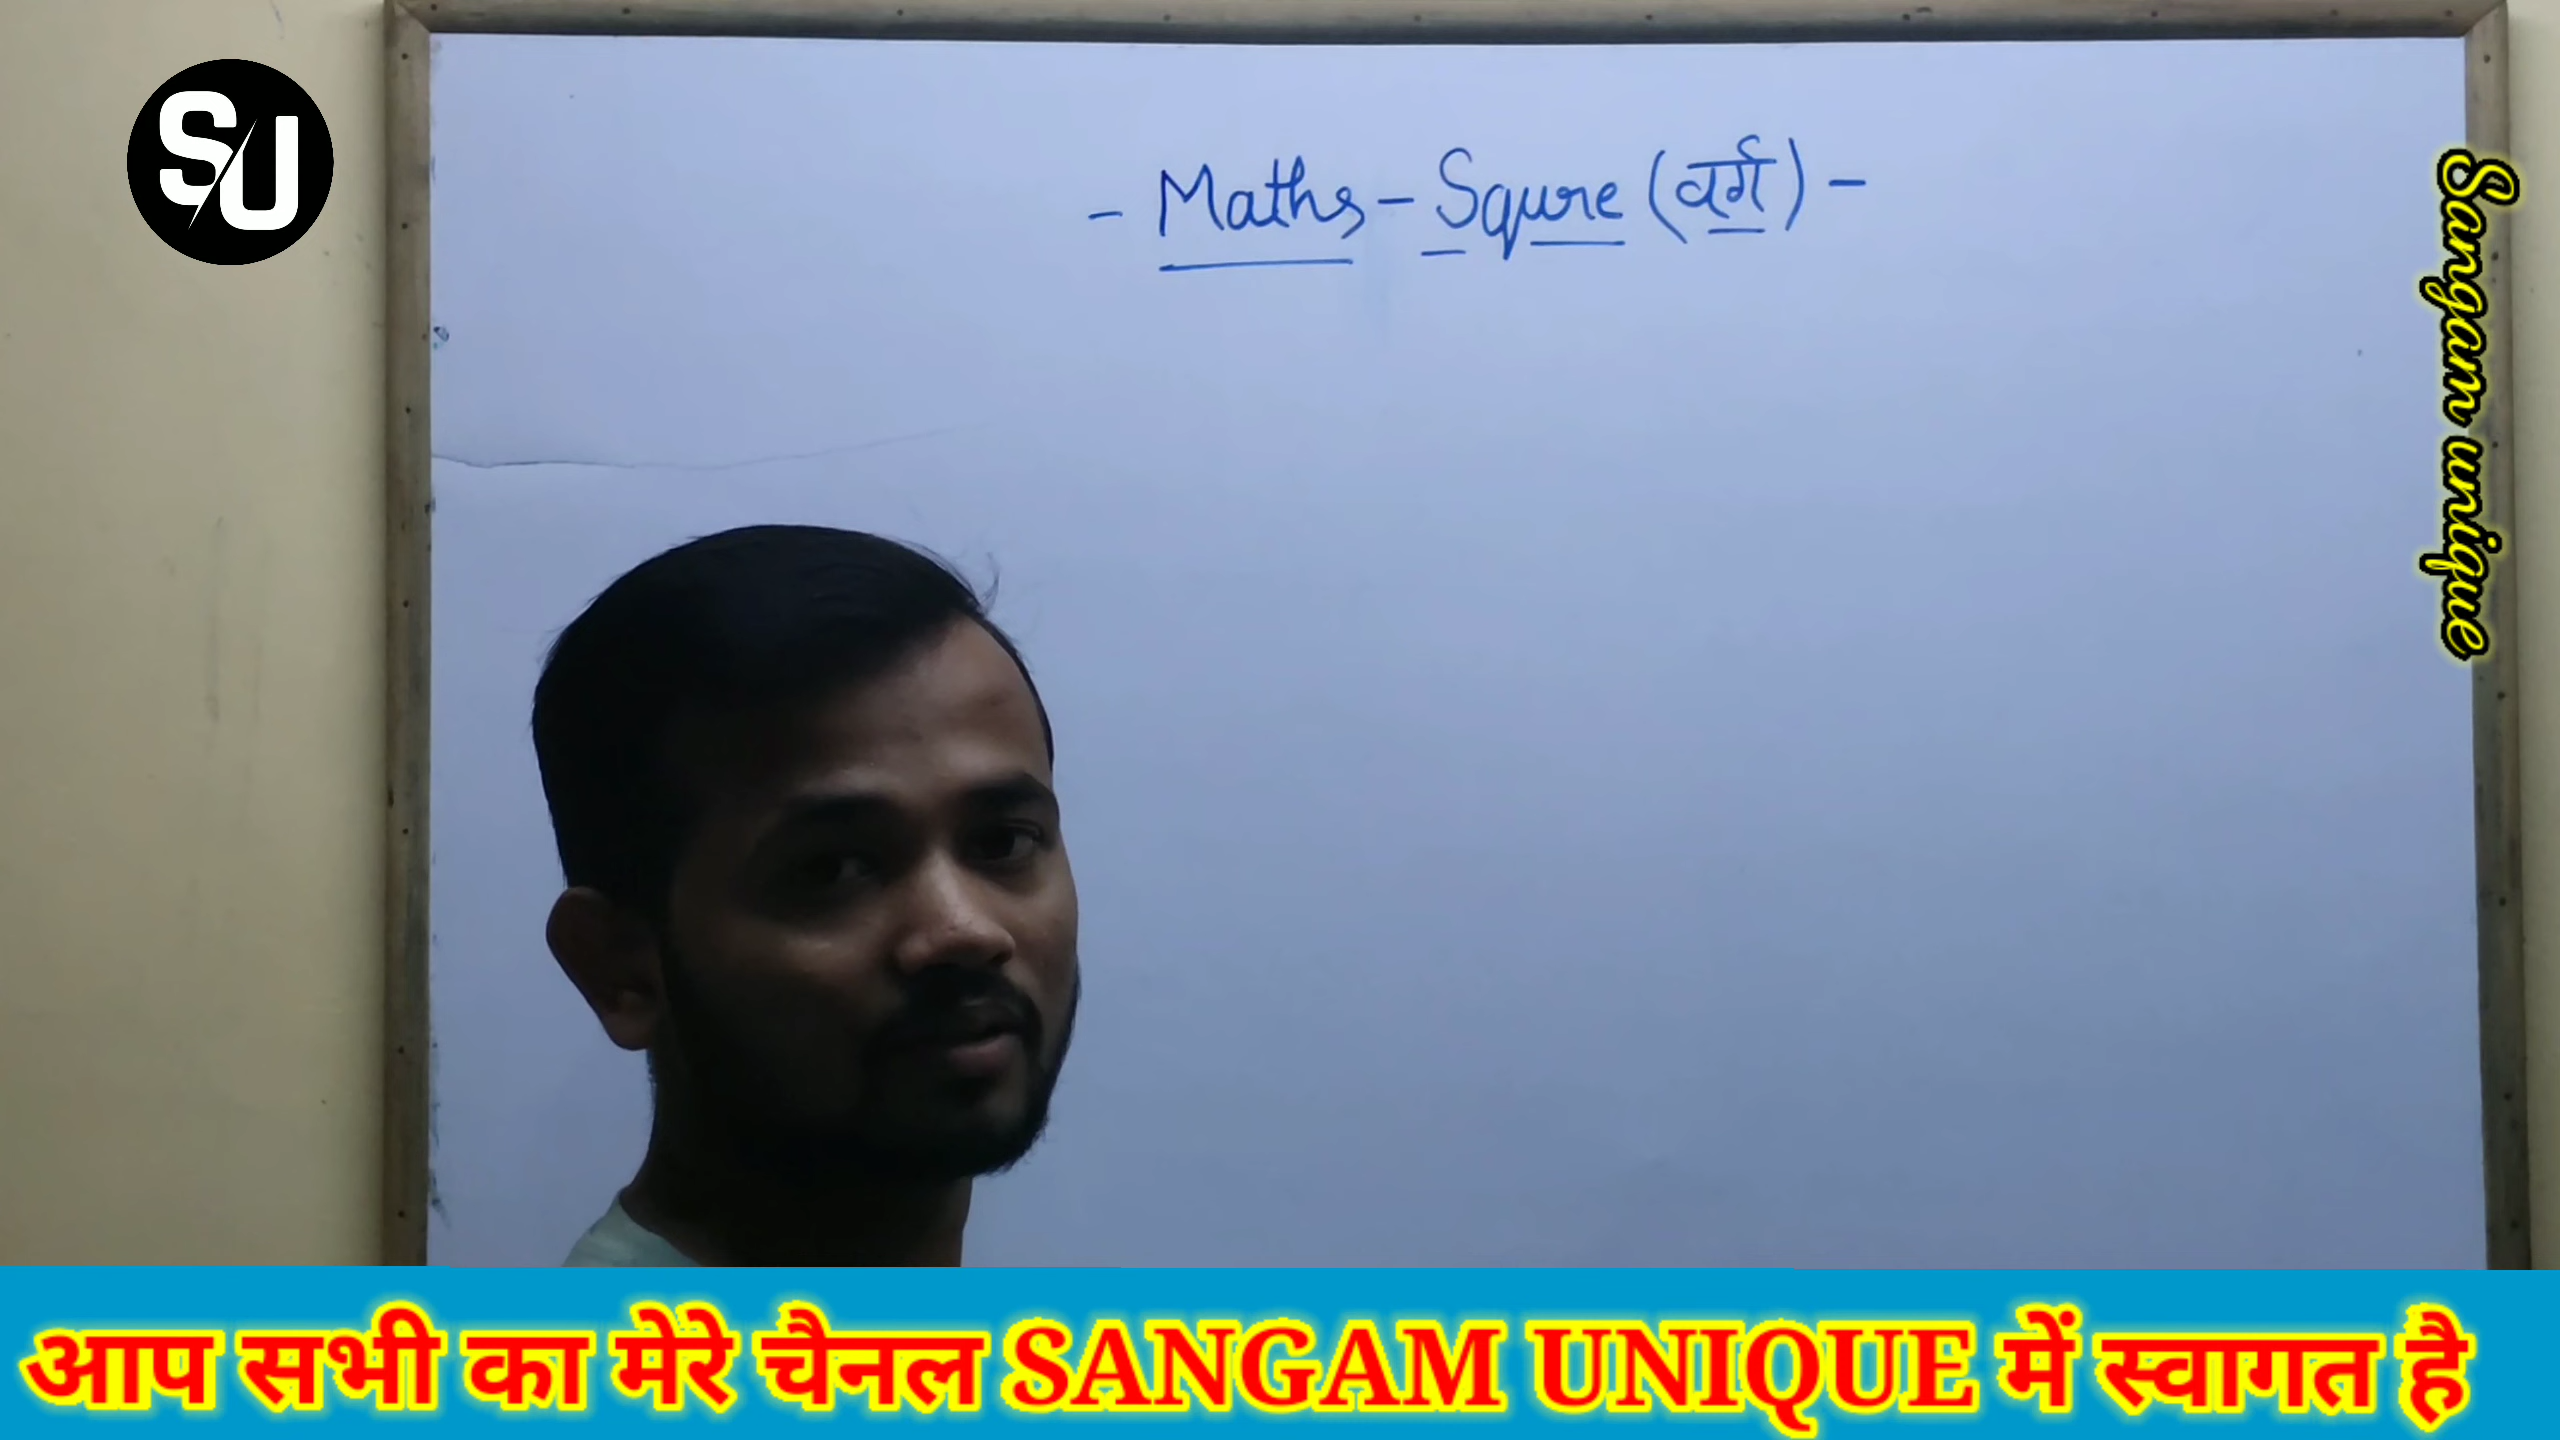 SU
- Maths - Squre (वर्ग) -
Sangam unique
आप सभी का मेरे चैनल SANGAM UNIQUE में स्वागत है